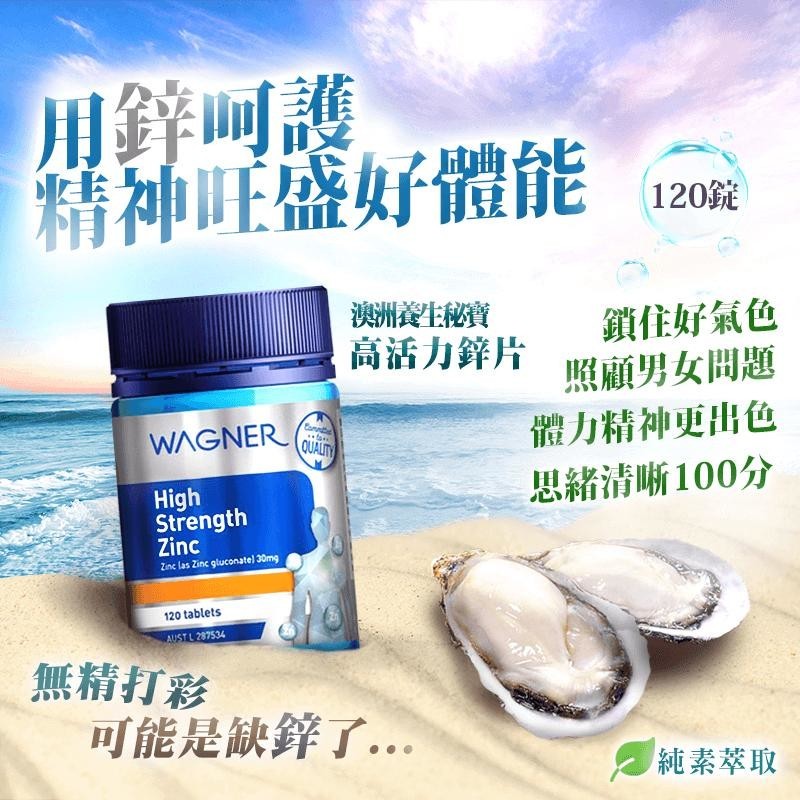 用鋅呵護
精神旺盛好體能
120錠
澳洲養生秘寶
高活力鋅片
鎖住好氣色
照顧男女問題
體力精神更出色
思緒清晰100分
WAGNER
Committed
to
QUALITY
High
Strength
Zinc
Zinc (as Zinc gluconate) 30mg
120 tablets
AUST L 287534
Zn
Zn
無精打彩
可能是缺鋅了...
純素萃取